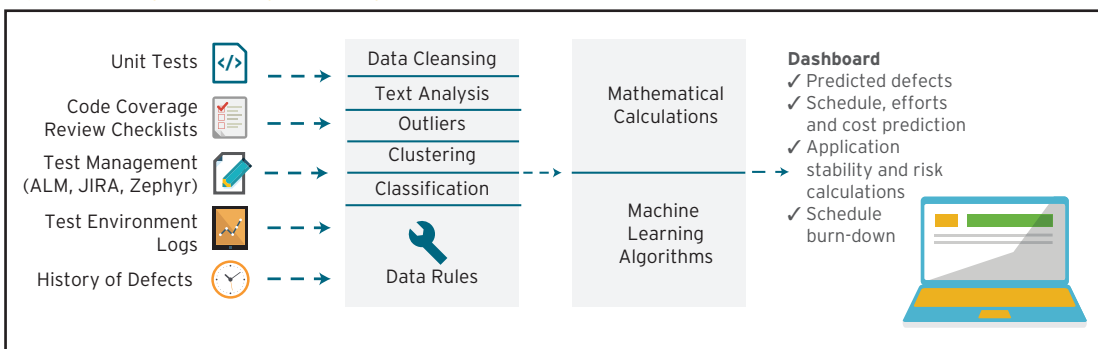 Unit Tests
</>
Code Coverage
Review Checklists
Test Management
(ALM, JIRA, Zephyr)
Test Environment
Logs
History of Defects
Data Cleansing
Text Analysis
Outliers
Clustering
Classification
Data Rules
Mathematical
Calculations
Machine
Learning
Algorithms
Dashboard
✓ Predicted defects
✓ Schedule, efforts
and cost prediction
✓ Application
stability and risk
calculations
✓ Schedule
burn-down